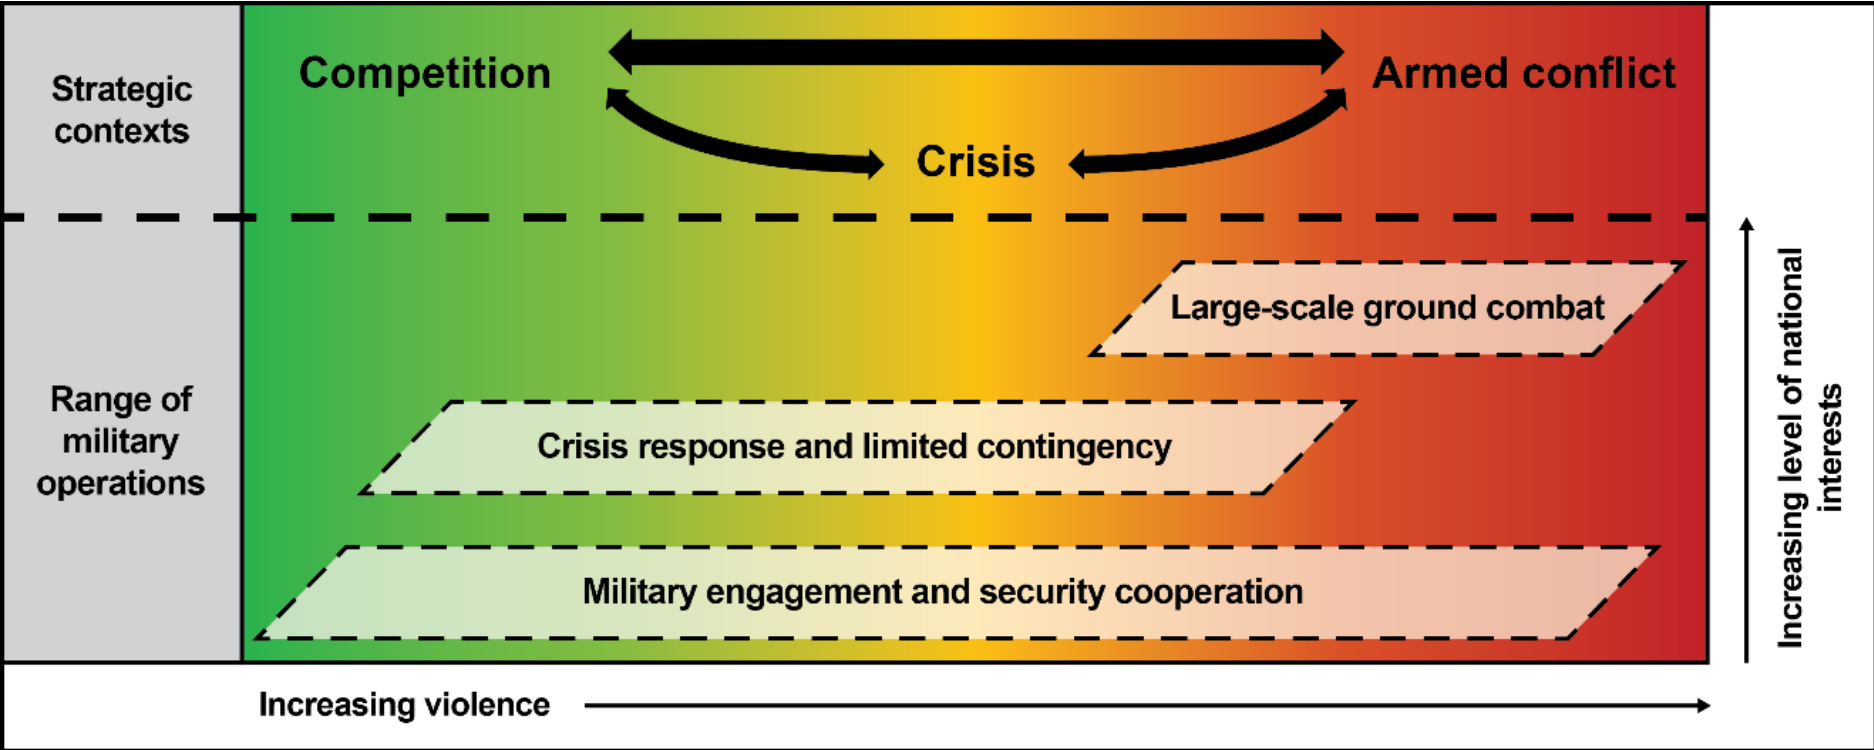 Strategic
contexts
Competition
Armed conflict
Crisis
Range of
military
operations
Large-scale ground combat
Crisis response and limited contingency
Military engagement and security cooperation
Increasing level of national
interests
Increasing violence